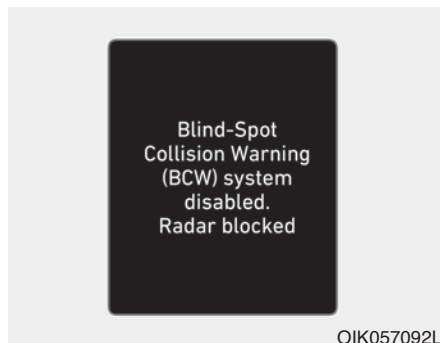 Blind-Spot
Collision Warning
(BCW) system
disabled.
Radar blocked
OIK057092L